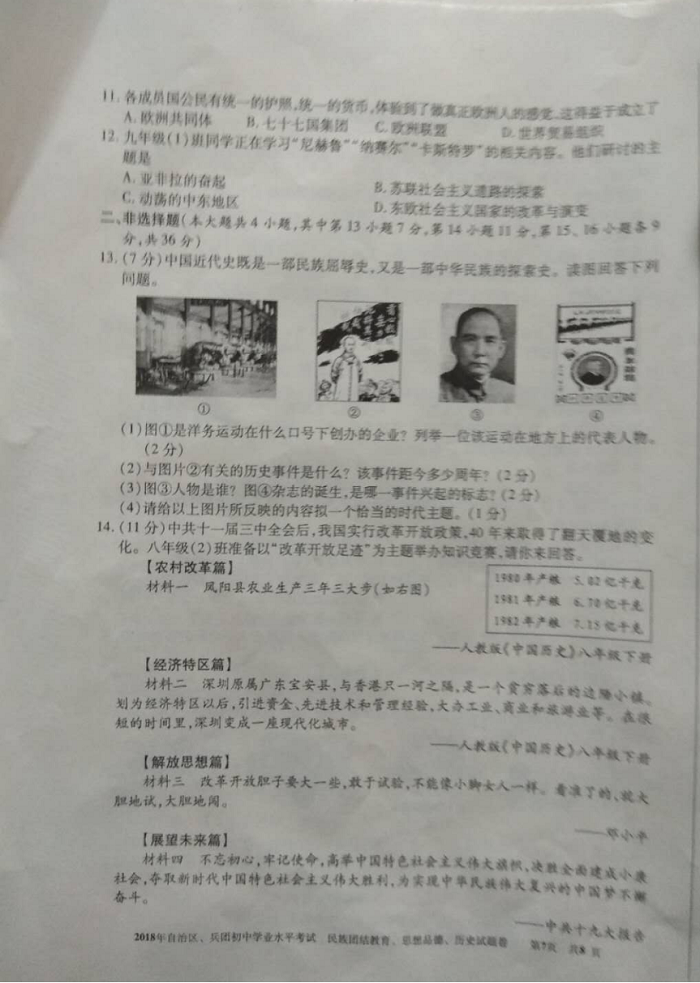 11. 各成员国公民有统一的护照,统一的货币,体验到了做真正欧洲人的感觉,这得益于成立了
A. 欧洲共同体 B. 七十七国集团 C. 欧洲联盟 D. 世界贸易组织
12. 九年级(1)班同学正在学习“尼赫鲁”“纳赛尔”“卡斯特罗”的相关内容。他们研讨的主
题是
A. 亚非拉的奋起 B. 苏联社会主义道路的探索
C. 动荡的中东地区 D. 东欧社会主义国家的改革与演变
二、非选择题(本大题共4小题,其中第13小题7分,第14小题11分,第15、16小题各9
分,共36分)
13. (7分)中国近代史既是一部民族屈辱史,又是一部中华民族的探索史。读图回答下列
问题。
① ② ③ ④
(1)图①是洋务运动在什么口号下创办的企业?列举一位该运动在地方上的代表人物。
(2分)
(2)与图片②有关的历史事件是什么?该事件距今多少周年?(2分)
(3)图③人物是谁?图④杂志的诞生,是哪一事件兴起的标志?(2分)
(4)请给以上图片所反映的内容拟一个恰当的时代主题。(1分)
14. (11分)中共十一届三中全会后,我国实行改革开放政策,40年来取得了翻天覆地的变
化。八年级(2)班准备以“改革开放足迹”为主题举办知识竞赛,请你来回答。
【农村改革篇】
材料一 凤阳县农业生产三年三大步(如右图)
1980年产粮 5.02亿千克
1981年产粮 6.70亿千克
1982年产粮 7.15亿千克
——人教版《中国历史》八年级下册
【经济特区篇】
材料二 深圳原属广东宝安县,与香港只一河之隔,是一个贫穷落后的边陲小镇。
划为经济特区以后,引进资金、先进技术和管理经验,大办工业、商业和旅游业等。在很
短的时间里,深圳变成一座现代化城市。
——人教版《中国历史》八年级下册
【解放思想篇】
材料三 改革开放胆子要大一些,敢于试验,不能像小脚女人一样。看准了的,就大
胆地试,大胆地闯。
——邓小平
【展望未来篇】
材料四 不忘初心,牢记使命,高举中国特色社会主义伟大旗帜,决胜全面建成小康
社会,夺取新时代中国特色社会主义伟大胜利,为实现中华民族伟大复兴的中国梦不懈
奋斗。
——中共十九大报告
2018年自治区、兵团初中学业水平考试 民族团结教育、思想品德、历史试题卷 第7页 共8页